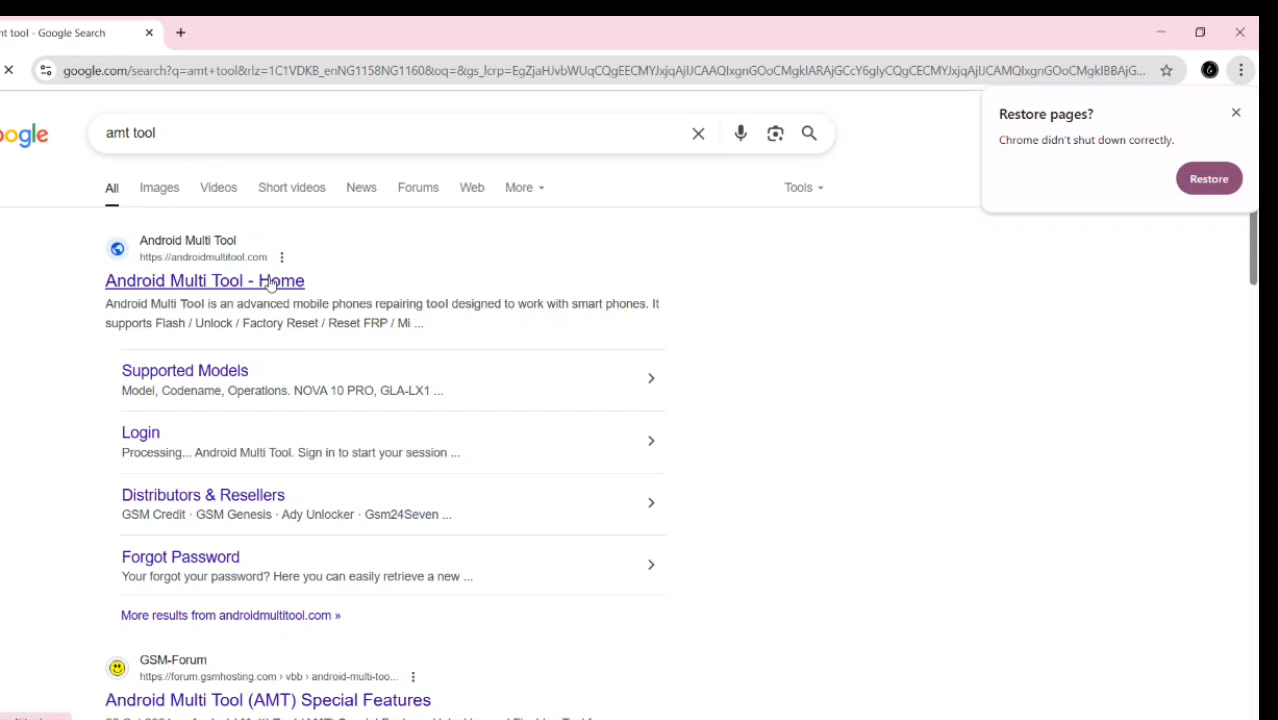 nt tool - Google Search
google.com/search?q=amt+tool&rlz=1C1VDKB_enNG1158NG1160&oq=&gs_lcrp=EgZjaHJvbWUqCQgEECMYJxjqAjIJCAAQIxgnGOoCMgkIARAjGCcY6gIyCQgCECMYJxjqAjIJCAMQIxgnGOoCMgkIBBAjG...
Restore pages?
Chrome didn't shut down correctly.
Restore
oogle
amt tool
All Images Videos Short videos News Forums Web More Tools
Android Multi Tool
https://androidmultitool.com
Android Multi Tool - Home
Android Multi Tool is an advanced mobile phones repairing tool designed to work with smart phones. It
supports Flash / Unlock / Factory Reset / Reset FRP / Mi ...
Supported Models
Model, Codename, Operations. NOVA 10 PRO, GLA-LX1 ...
Login
Processing... Android Multi Tool. Sign in to start your session ...
Distributors & Resellers
GSM Credit · GSM Genesis · Ady Unlocker · Gsm24Seven ...
Forgot Password
Your forgot your password? Here you can easily retrieve a new ...
More results from androidmultitool.com »
GSM-Forum
https://forum.gsmhosting.com › vbb › android-multi-too...
Android Multi Tool (AMT) Special Features